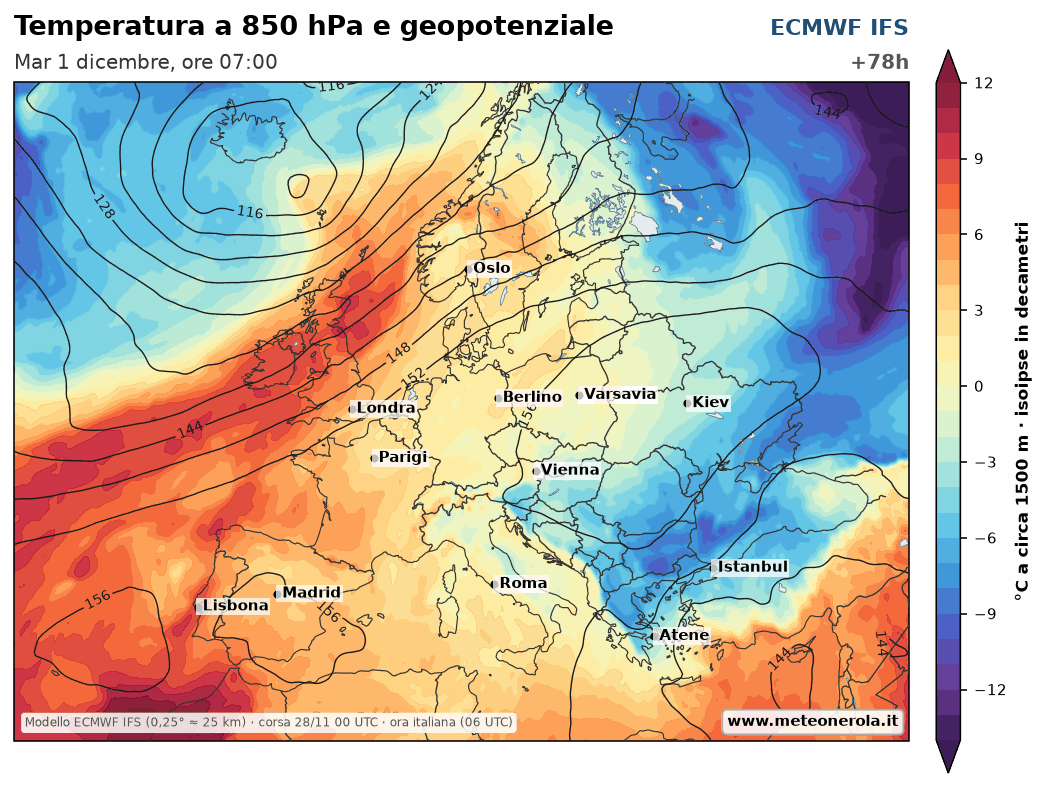 Temperatura a 850 hPa e geopotenziale
ECMWF IFS
Mar 1 dicembre, ore 07:00
+78h
116
124
144
128
116
Oslo
148
152
Londra
Berlino
Varsavia
Kiev
156
144
Parigi
Vienna
Istanbul
Roma
Madrid
156
Lisbona
156
Atene
144
144
Modello ECMWF IFS (0,25° ≈ 25 km) · corsa 28/11 00 UTC · ora italiana (06 UTC)
www.meteonerola.it
12
9
6
3
0
−3
−6
−9
−12
°C a circa 1500 m · isoipse in decametri